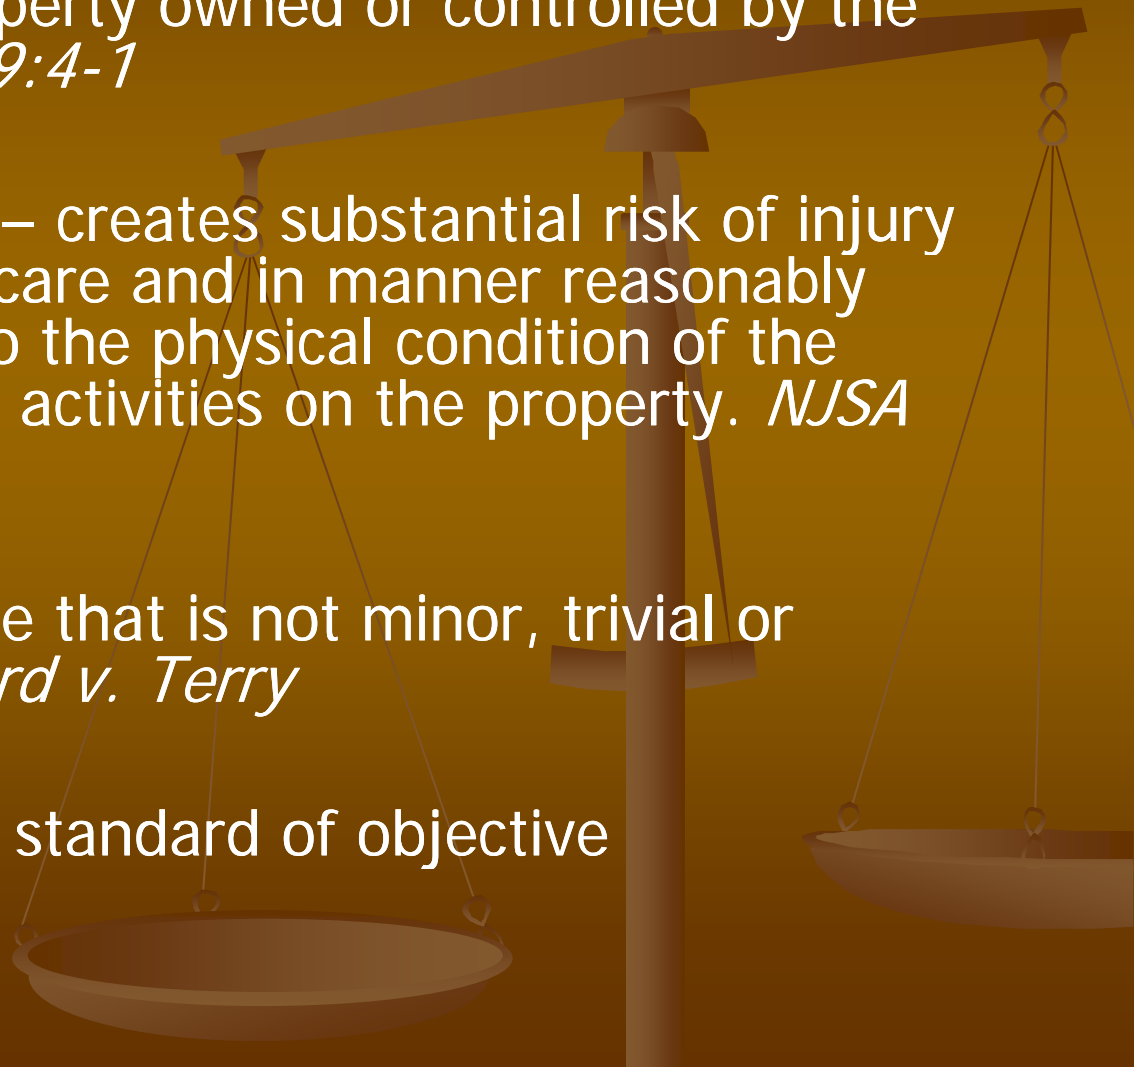 perty owned or controlled by the
9:4-1
– creates substantial risk of injury
care and in manner reasonably
o the physical condition of the
activities on the property. NJSA
e that is not minor, trivial or
rd v. Terry
standard of objective